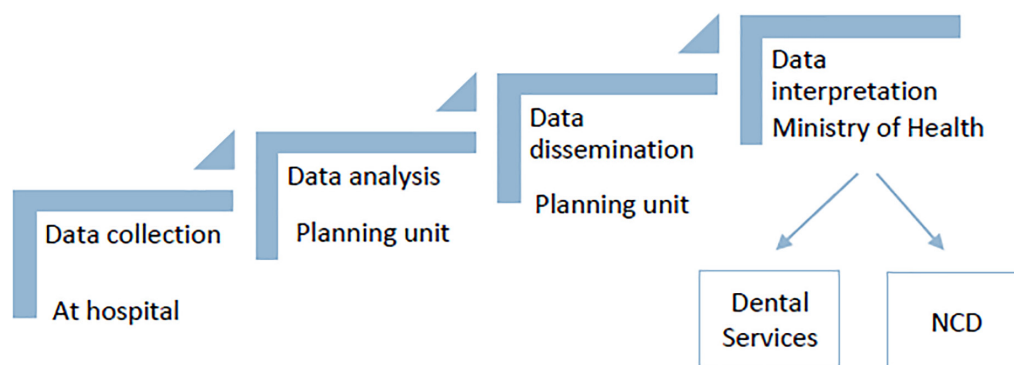 Data collection
At hospital
Data analysis
Planning unit
Data
dissemination
Planning unit
Data
interpretation
Ministry of Health
Dental
Services
NCD